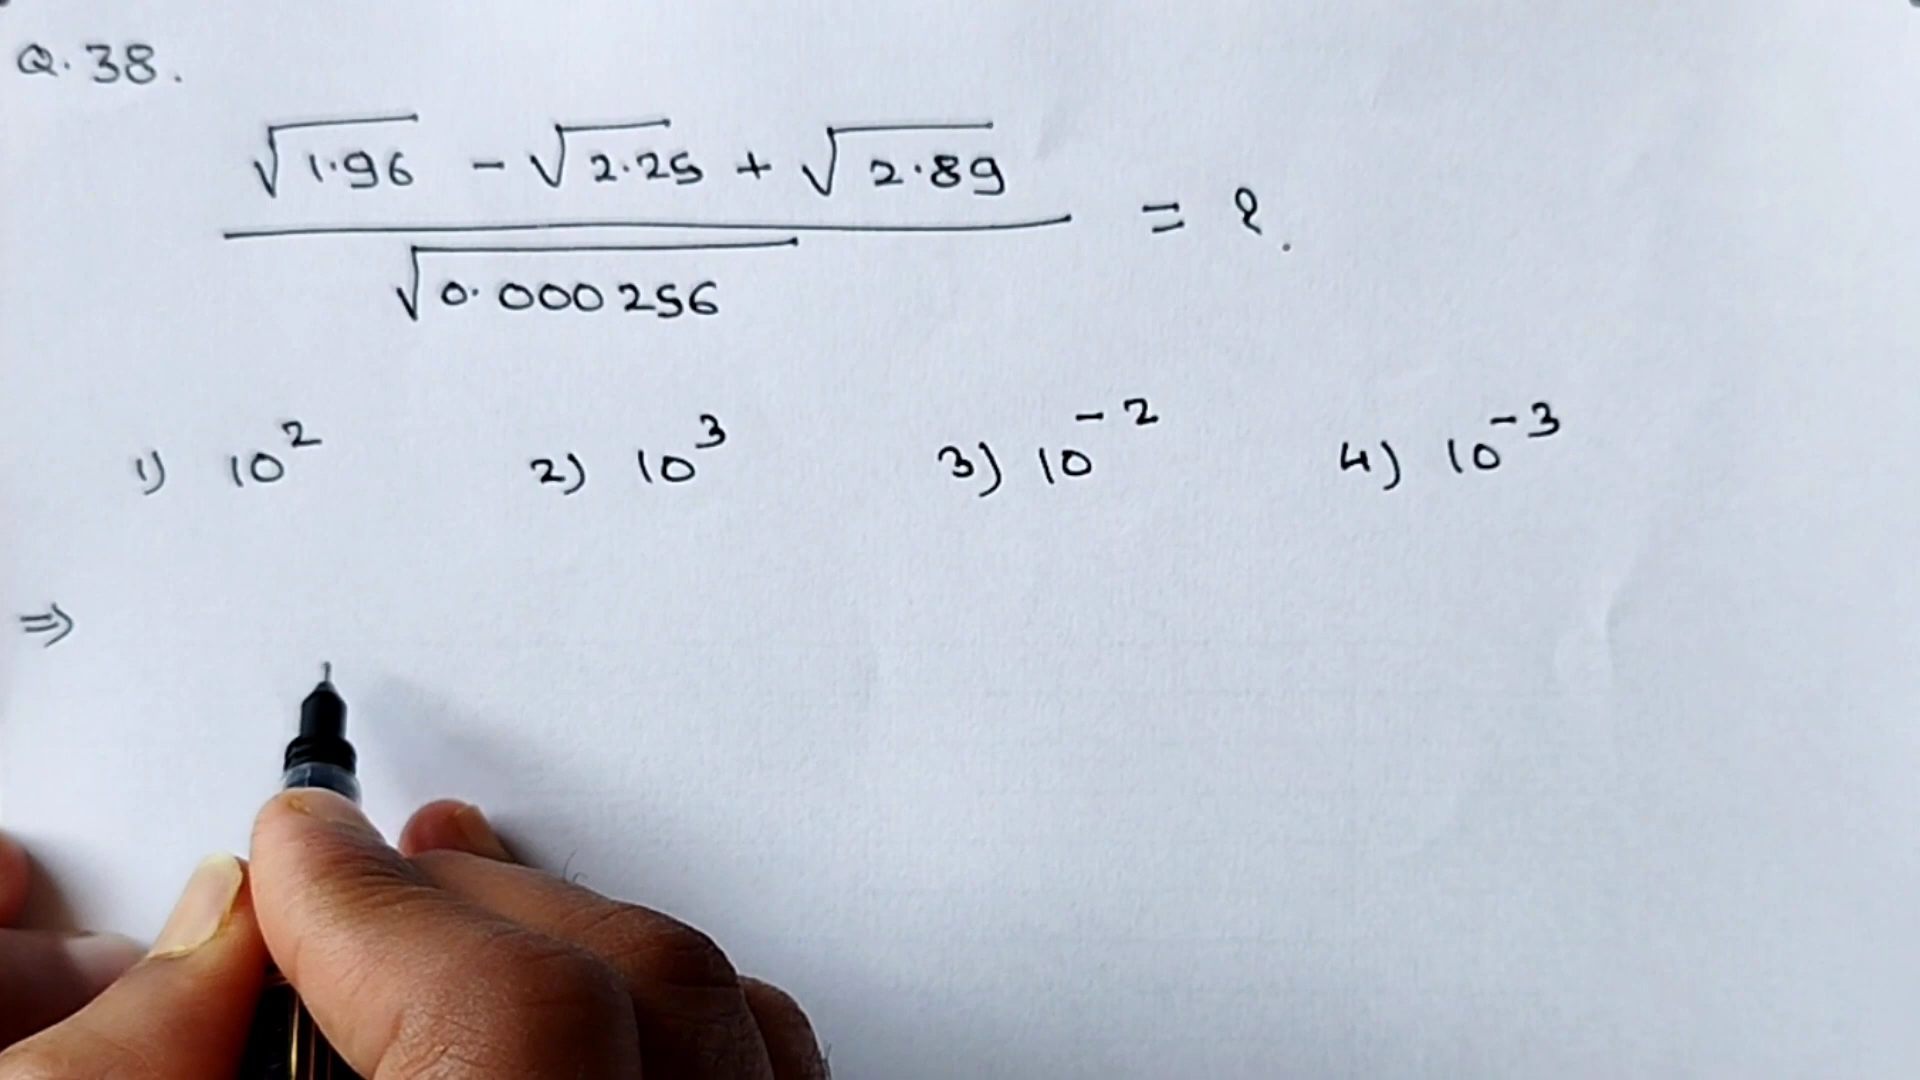 Q. 38.
√1.96 - √2.25 + √2.89
√0.000256
= ?.
1) 10² 2) 10³ 3) 10⁻² 4) 10⁻³
⇒